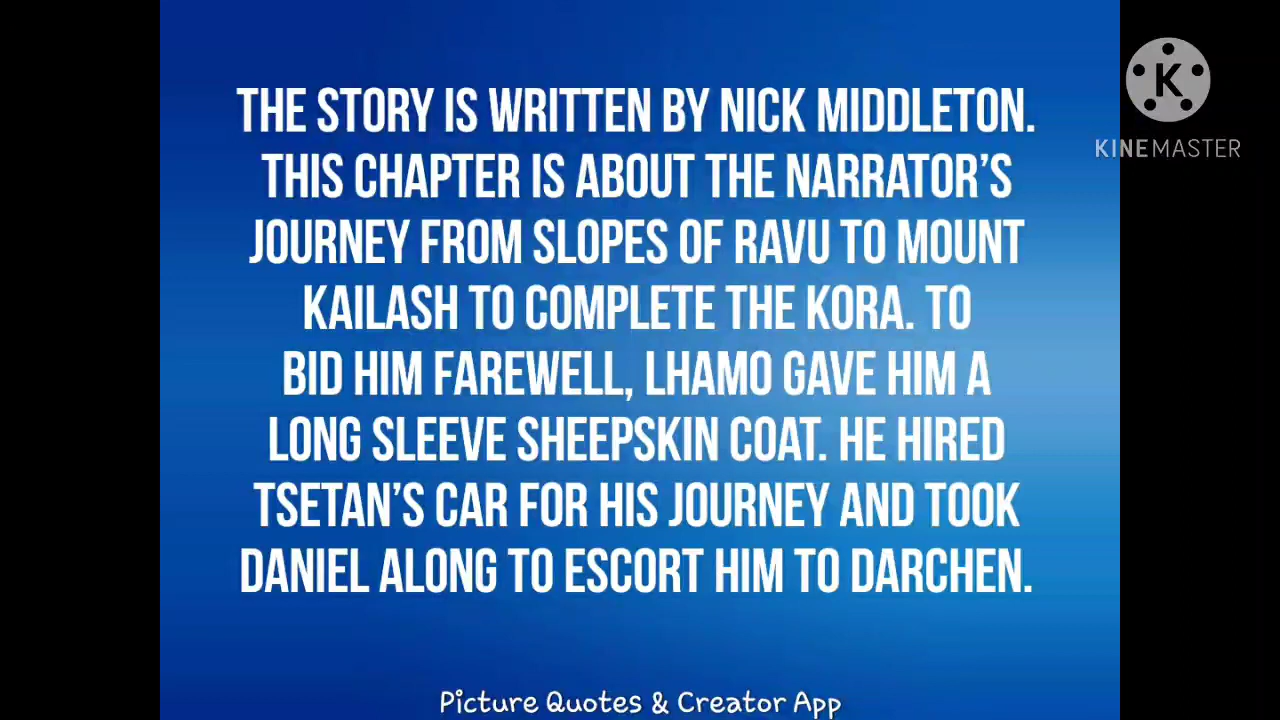 THE STORY IS WRITTEN BY NICK MIDDLETON.
THIS CHAPTER IS ABOUT THE NARRATOR'S
JOURNEY FROM SLOPES OF RAVU TO MOUNT
KAILASH TO COMPLETE THE KORA. TO
BID HIM FAREWELL, LHAMO GAVE HIM A
LONG SLEEVE SHEEPSKIN COAT. HE HIRED
TSETAN'S CAR FOR HIS JOURNEY AND TOOK
DANIEL ALONG TO ESCORT HIM TO DARCHEN.
Picture Quotes & Creator App
K
KINEMASTER